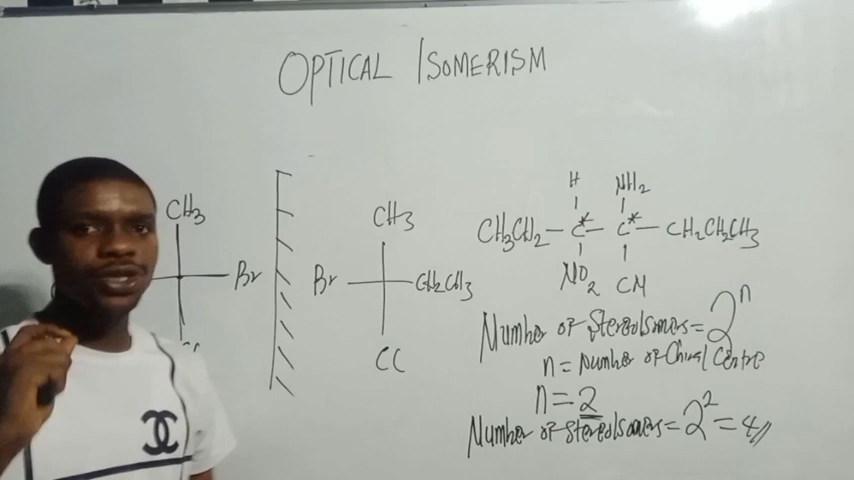 OPTICAL ISOMERISM
CH3
Br
CH3
Br
CH2CH3
CC
H NH2
CH3CH2 - C* - C* - CH2CH2CH3
NO2 CM
Number of Stereoisomers = 2^n
n = Number of Chiral Centre
n = 2
Number of Stereoisomers = 2^2 = 4//